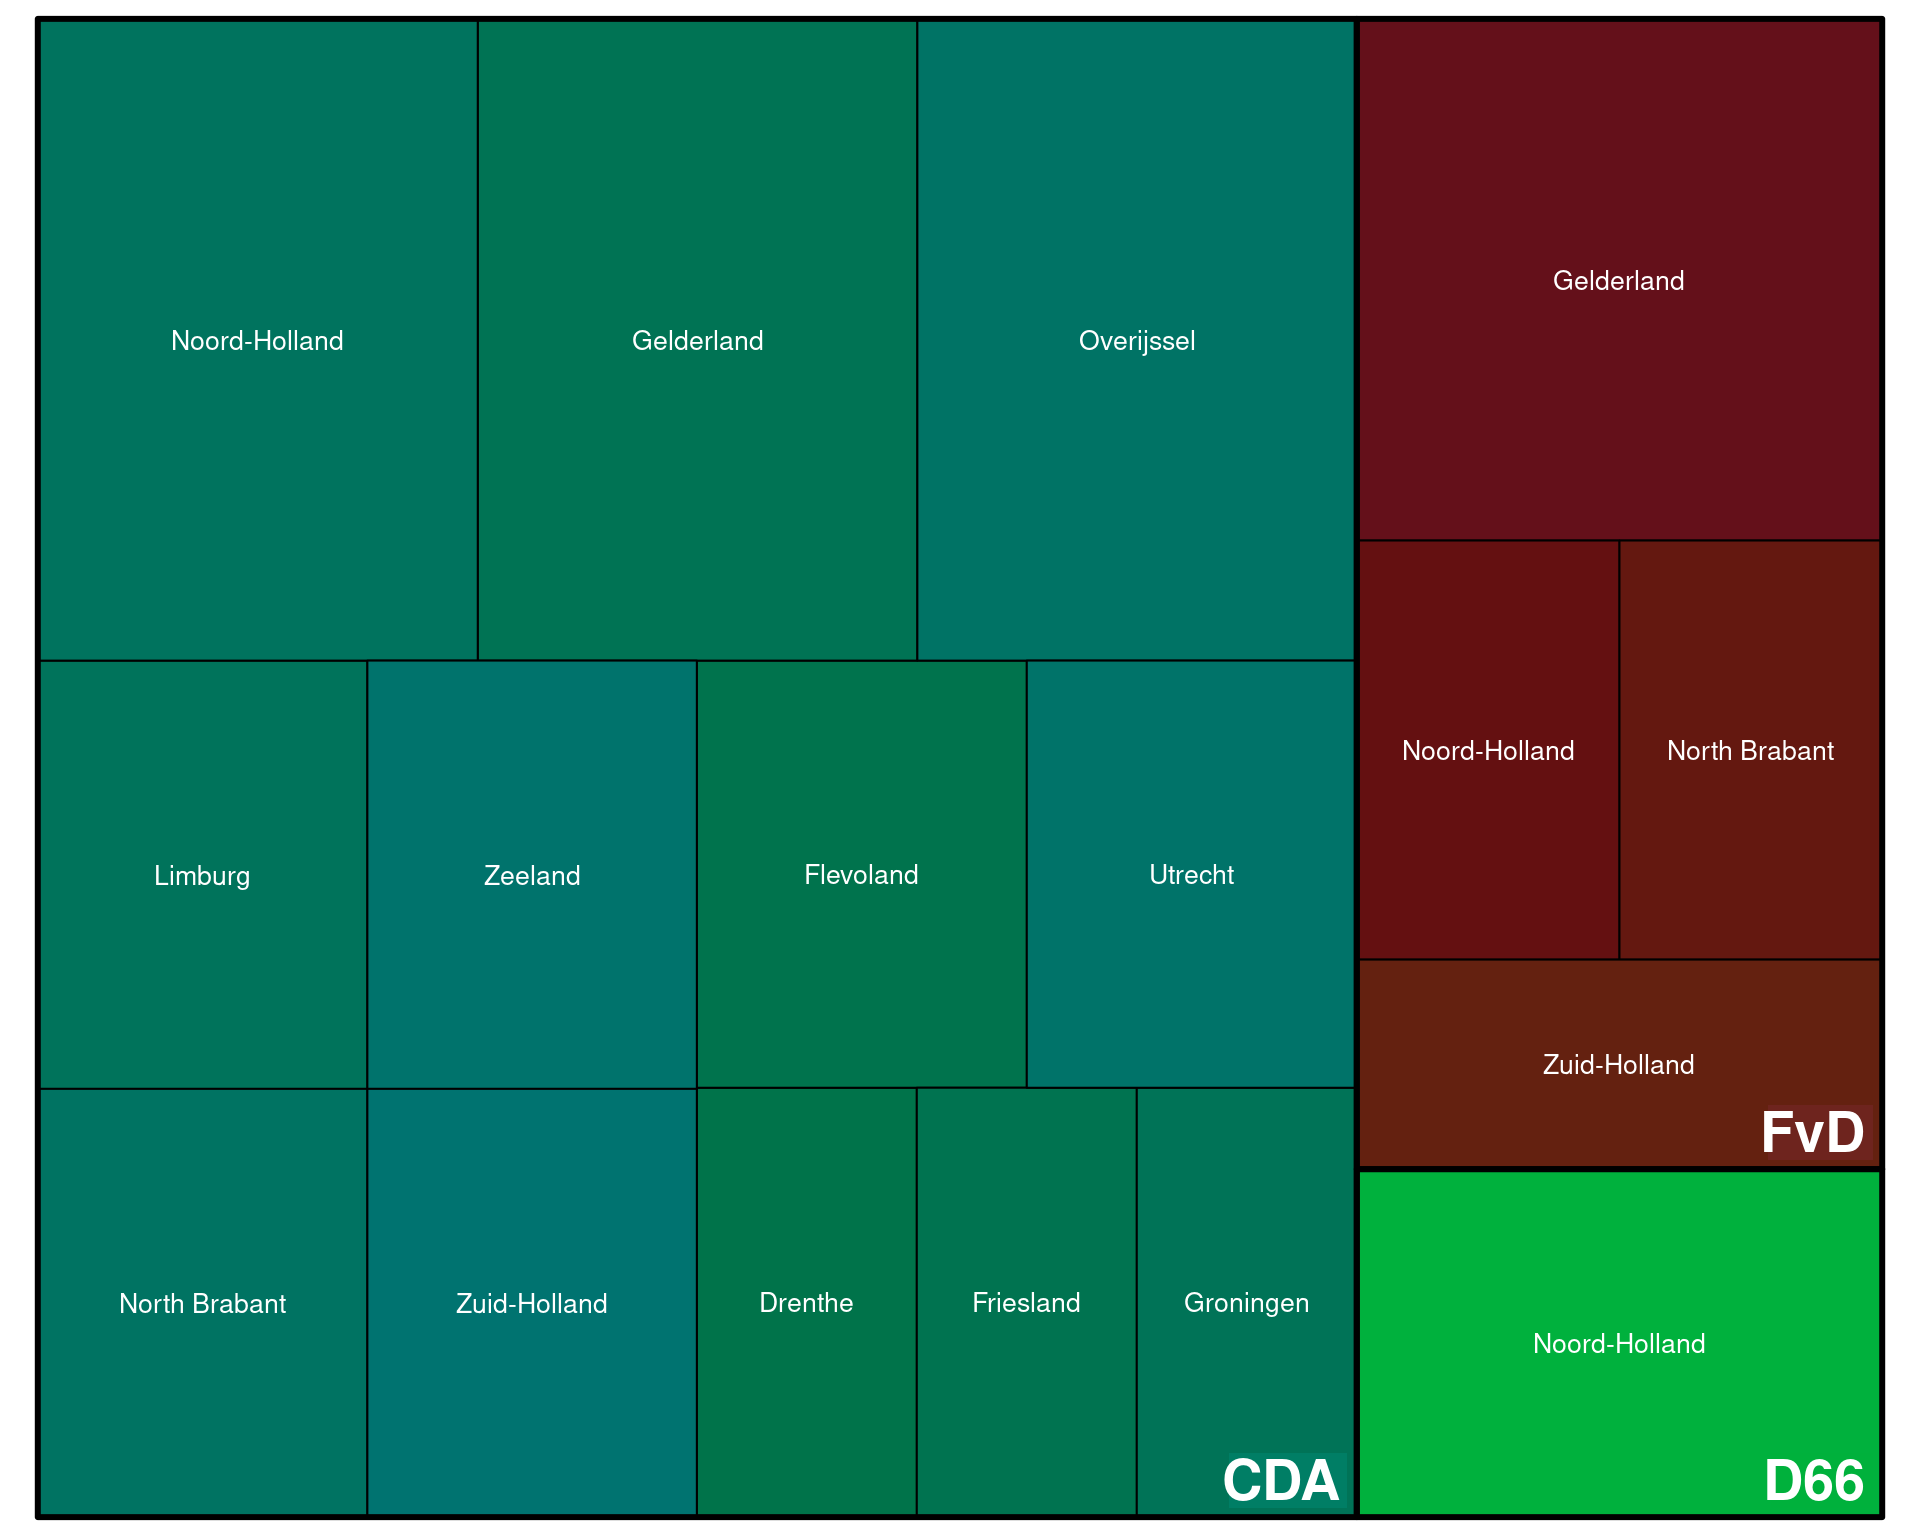 Noord-Holland
Gelderland
Overijssel
Limburg
Zeeland
Flevoland
Utrecht
North Brabant
Zuid-Holland
Drenthe
Friesland
Groningen
CDA
Gelderland
Noord-Holland
North Brabant
Zuid-Holland
FvD
Noord-Holland
D66